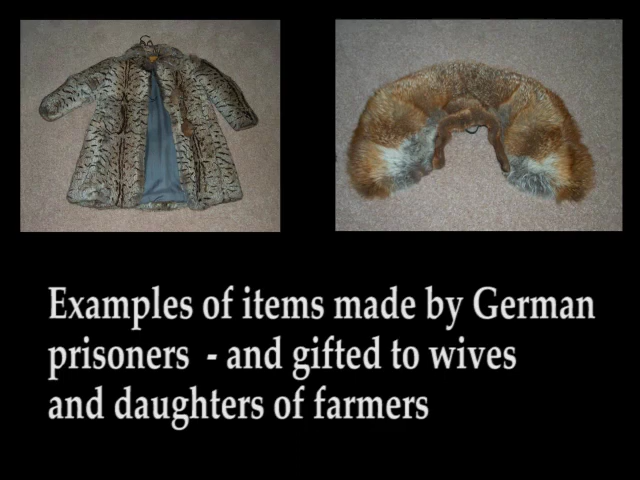 Examples of items made by German
prisoners - and gifted to wives
and daughters of farmers